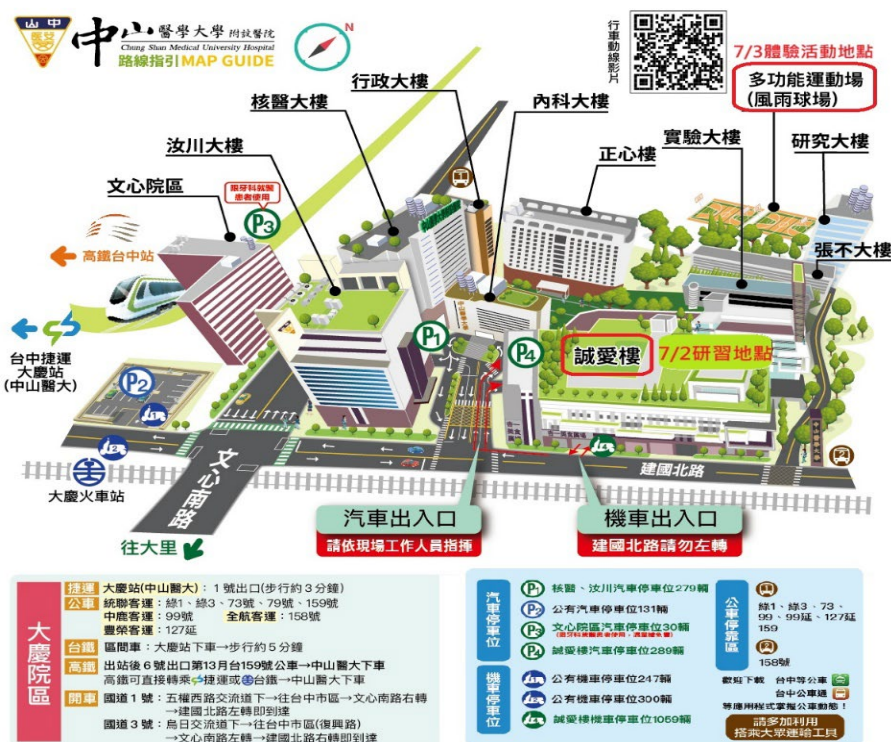 中山醫學大學 附設醫院
Chung Shan Medical University Hospital
路線指引 MAP GUIDE
N
行車動線影片
7/3體驗活動地點
多功能運動場
(風雨球場)
行政大樓
核醫大樓
內科大樓
汝川大樓
正心樓
實驗大樓
研究大樓
文心院區
限牙科就醫
患者使用
P3
高鐵台中站
張不大樓
台中捷運
大慶站
(中山醫大)
P1
P4
誠愛樓
7/2研習地點
P2
大慶火車站
文心南路
建國北路
往大里
汽車出入口
請依現場工作人員指揮
機車出入口
建國北路請勿左轉
大慶院區
捷運 大慶站(中山醫大)：1號出口(步行約3分鐘)
公車 統聯客運：綠1、綠3、73號、79號、159號
中鹿客運：99號 全航客運：158號
豐榮客運：127延
台鐵 區間車：大慶站下車→步行約5分鐘
高鐵 出站後6號出口第13月台159號公車→中山醫大下車
高鐵可直接轉乘捷運或台鐵→中山醫大下車
開車 國道1號：五權西路交流道下→往台中市區→文心南路右轉
→建國北路左轉即到達
國道3號：烏日交流道下→往台中市區(復興路)
→文心南路左轉→建國北路右轉即到達
汽車停車位
P1 核醫、汝川汽車停車位279輛
P2 公有汽車停車位131輛
P3 文心院區汽車停車位30輛
P4 誠愛樓汽車停車位289輛
機車停車位
1 公有機車停車位247輛
2 公有機車停車位300輛
誠愛樓機車停車位1059輛
公車停靠區
1
綠1、綠3、73、
99、99延、127延
159
2
158號
歡迎下載 台中等公車
台中公車通
等應用程式掌握公車動態！
請多加利用
搭乘大眾運輸工具